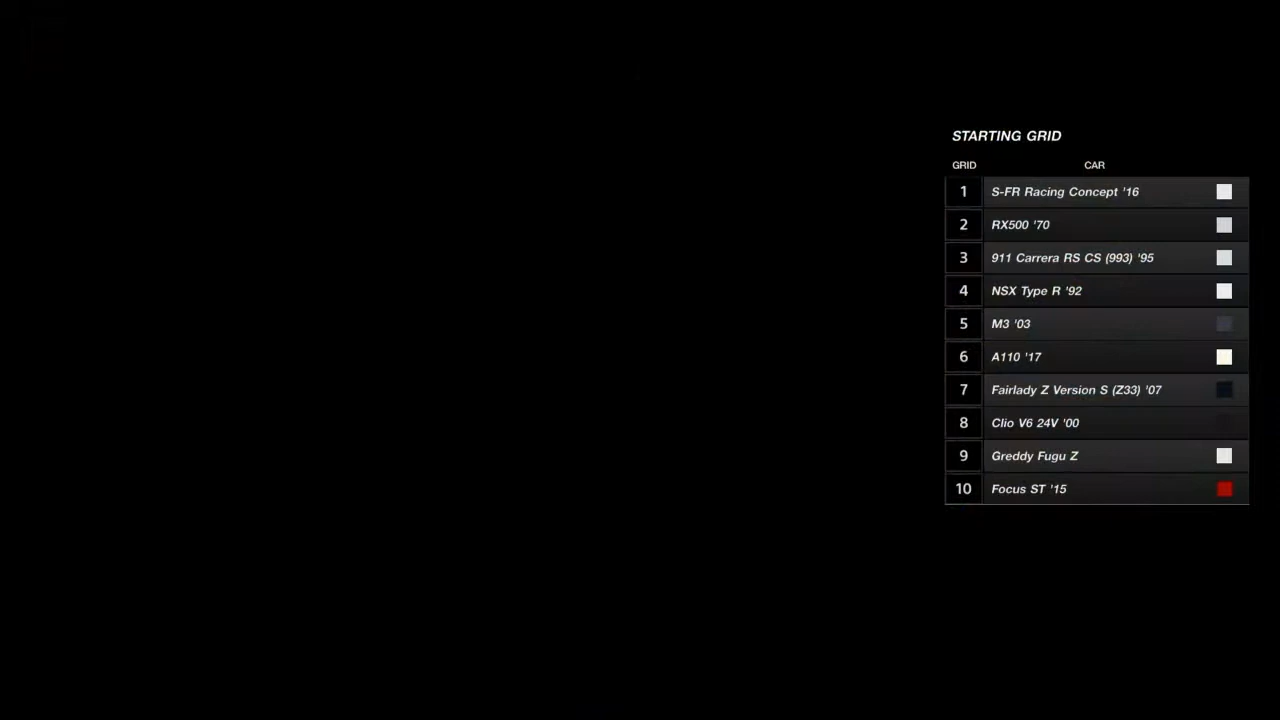 STARTING GRID
GRID CAR
1 S-FR Racing Concept '16
2 RX500 '70
3 911 Carrera RS CS (993) '95
4 NSX Type R '92
5 M3 '03
6 A110 '17
7 Fairlady Z Version S (Z33) '07
8 Clio V6 24V '00
9 Greddy Fugu Z
10 Focus ST '15